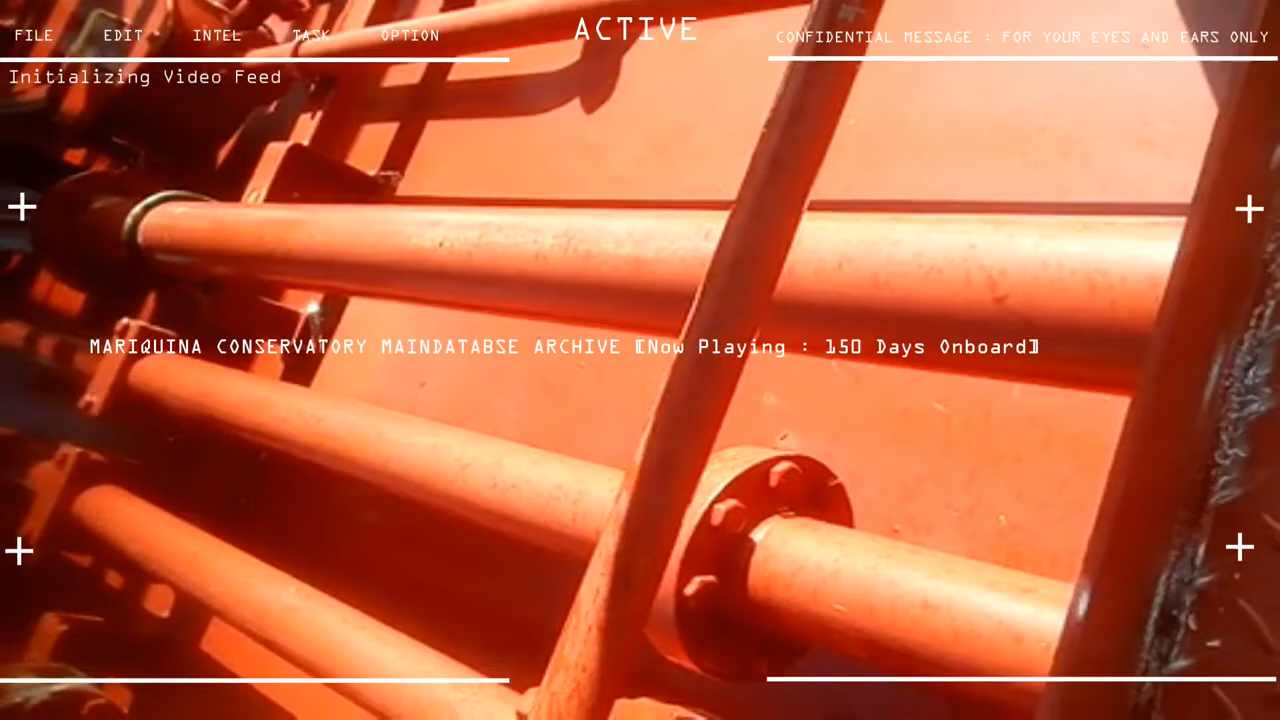 FILE EDIT INTEL TASK OPTION
ACTIVE
CONFIDENTIAL MESSAGE : FOR YOUR EYES AND EARS ONLY
Initializing Video Feed
MARIQUINA CONSERVATORY MAINDATABSE ARCHIVE [Now Playing : 150 Days Onboard]